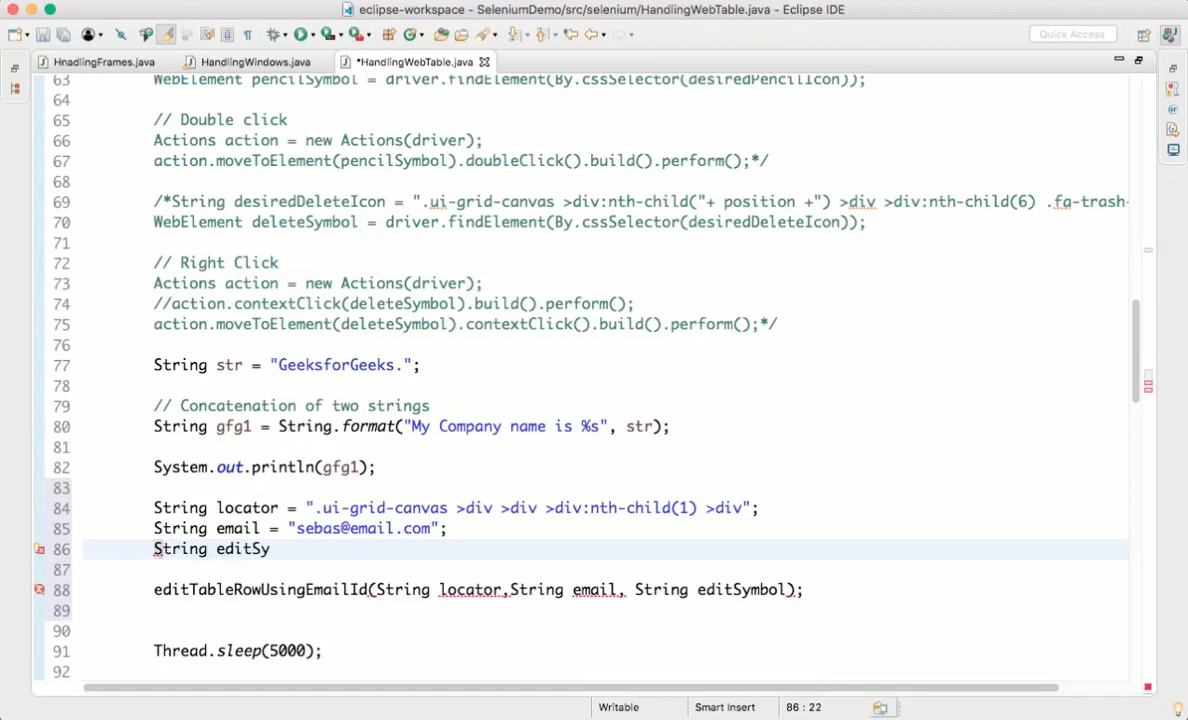 eclipse-workspace - SeleniumDemo/src/selenium/HandlingWebTable.java - Eclipse IDE
Quick Access
HnadlingFrames.java HandlingWindows.java *HandlingWebTable.java
63 WebElement pencilSymbol = driver.findElement(By.cssSelector(desiredPencilIcon));
64
65 // Double click
66 Actions action = new Actions(driver);
67 action.moveToElement(pencilSymbol).doubleClick().build().perform();*/
68
69 /*String desiredDeleteIcon = ".ui-grid-canvas >div:nth-child("+ position +") >div >div:nth-child(6) .fa-trash-
70 WebElement deleteSymbol = driver.findElement(By.cssSelector(desiredDeleteIcon));
71
72 // Right Click
73 Actions action = new Actions(driver);
74 //action.contextClick(deleteSymbol).build().perform();
75 action.moveToElement(deleteSymbol).contextClick().build().perform();*/
76
77 String str = "GeeksforGeeks.";
78
79 // Concatenation of two strings
80 String gfg1 = String.format("My Company name is %s", str);
81
82 System.out.println(gfg1);
83
84 String locator = ".ui-grid-canvas >div >div >div:nth-child(1) >div";
85 String email = "sebas@email.com";
86 String editSy
87
88 editTableRowUsingEmailId(String locator,String email, String editSymbol);
89
90
91 Thread.sleep(5000);
92
Writable Smart Insert 86 : 22